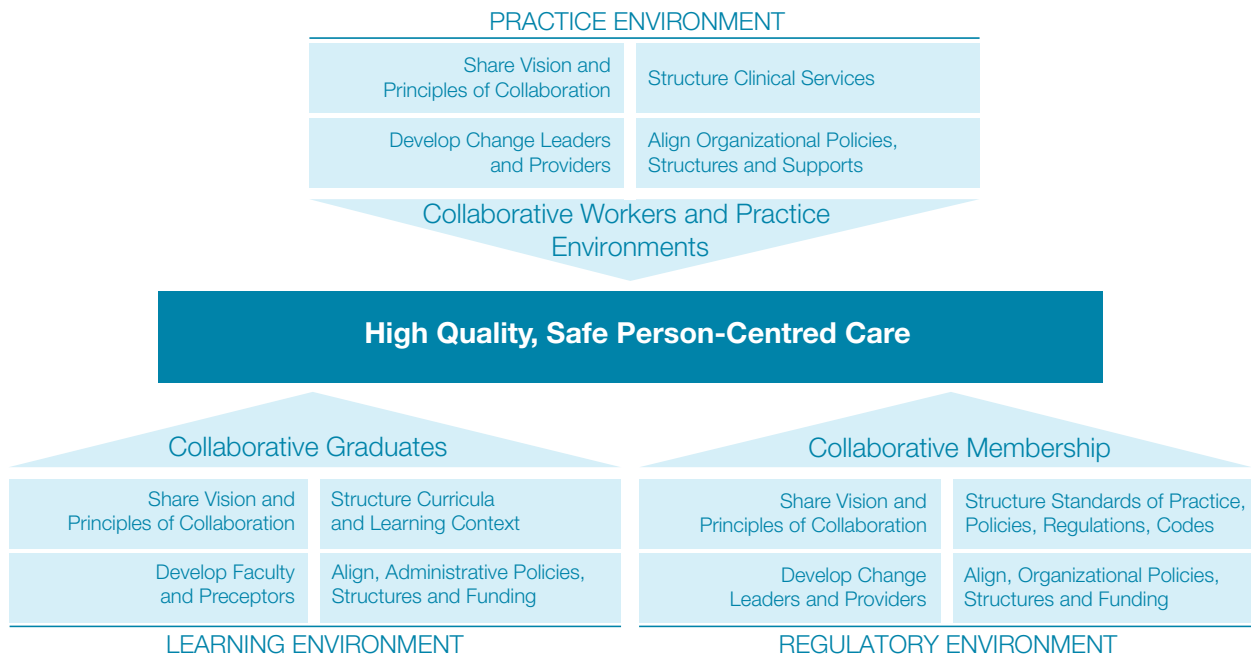 PRACTICE ENVIRONMENT
Share Vision and
Principles of Collaboration
Structure Clinical Services
Develop Change Leaders
and Providers
Align Organizational Policies,
Structures and Supports
Collaborative Workers and Practice
Environments
High Quality, Safe Person-Centred Care
Collaborative Graduates
Share Vision and
Principles of Collaboration
Structure Curricula
and Learning Context
Develop Faculty
and Preceptors
Align, Administrative Policies,
Structures and Funding
LEARNING ENVIRONMENT
Collaborative Membership
Share Vision and
Principles of Collaboration
Structure Standards of Practice,
Policies, Regulations, Codes
Develop Change
Leaders and Providers
Align, Organizational Policies,
Structures and Funding
REGULATORY ENVIRONMENT